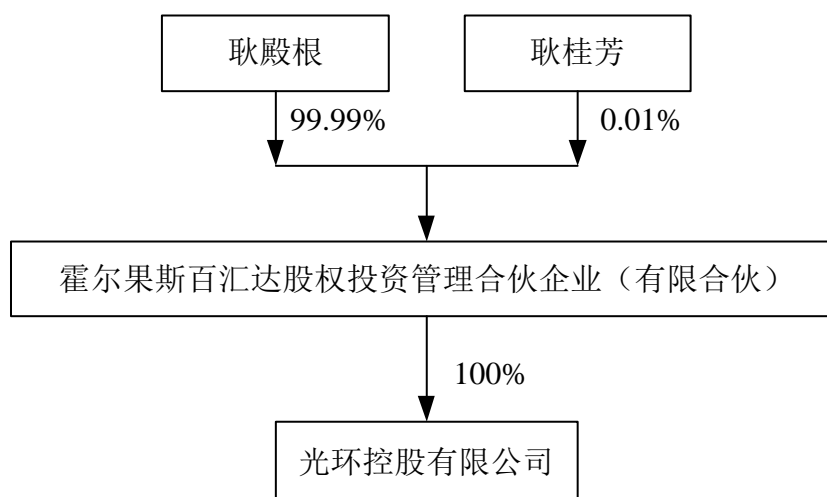 耿殿根
耿桂芳
99.99%
0.01%
霍尔果斯百汇达股权投资管理合伙企业（有限合伙）
100%
光环控股有限公司